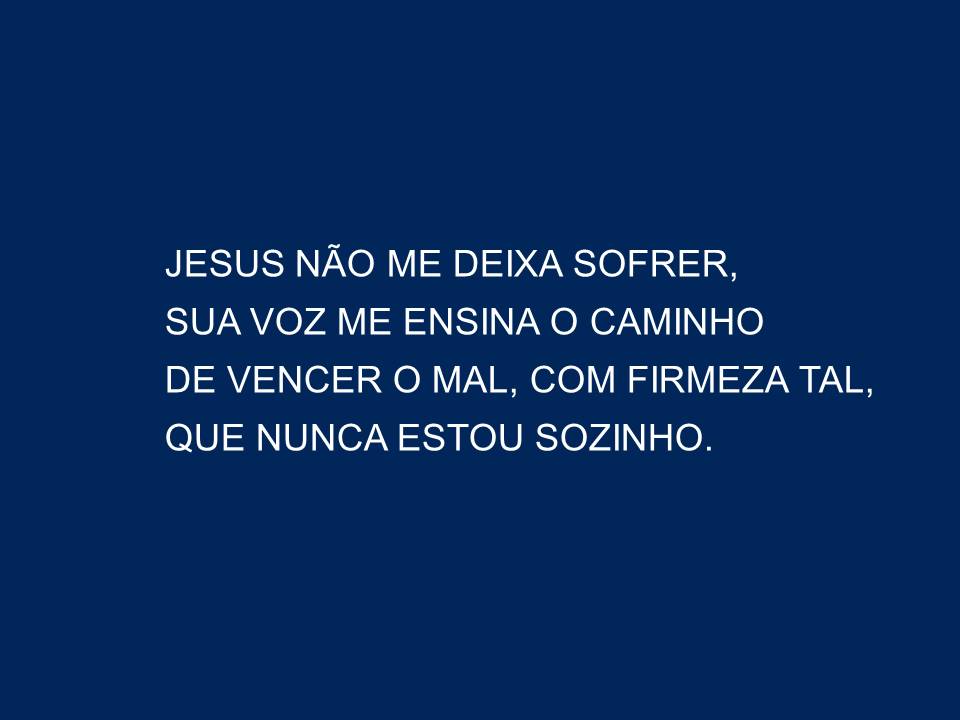 JESUS NÃO ME DEIXA SOFRER,
SUA VOZ ME ENSINA O CAMINHO
DE VENCER O MAL, COM FIRMEZA TAL,
QUE NUNCA ESTOU SOZINHO.